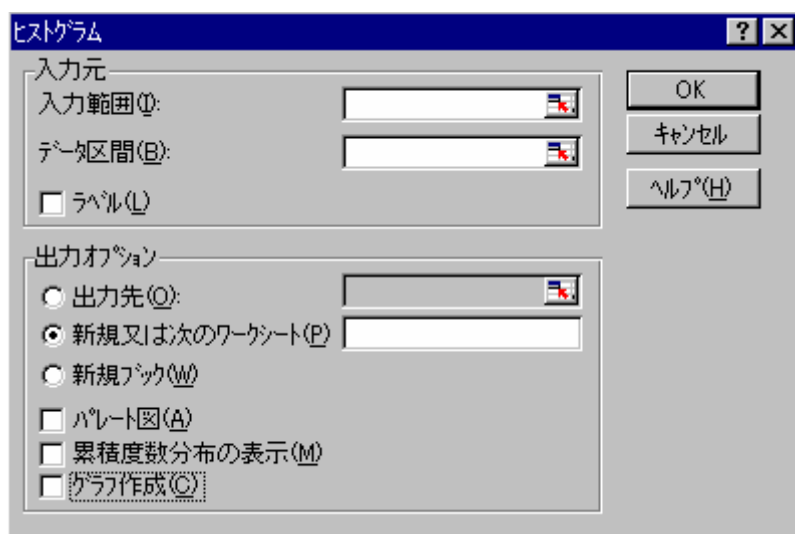 ヒストグラム
入力元
入力範囲(I):
データ区間(B):
ラベル(L)
OK
キャンセル
ヘルプ(H)
出力オプション
出力先(O):
新規又は次のワークシート(P)
新規ブック(W)
パレート図(A)
累積度数分布の表示(M)
グラフ作成(C)